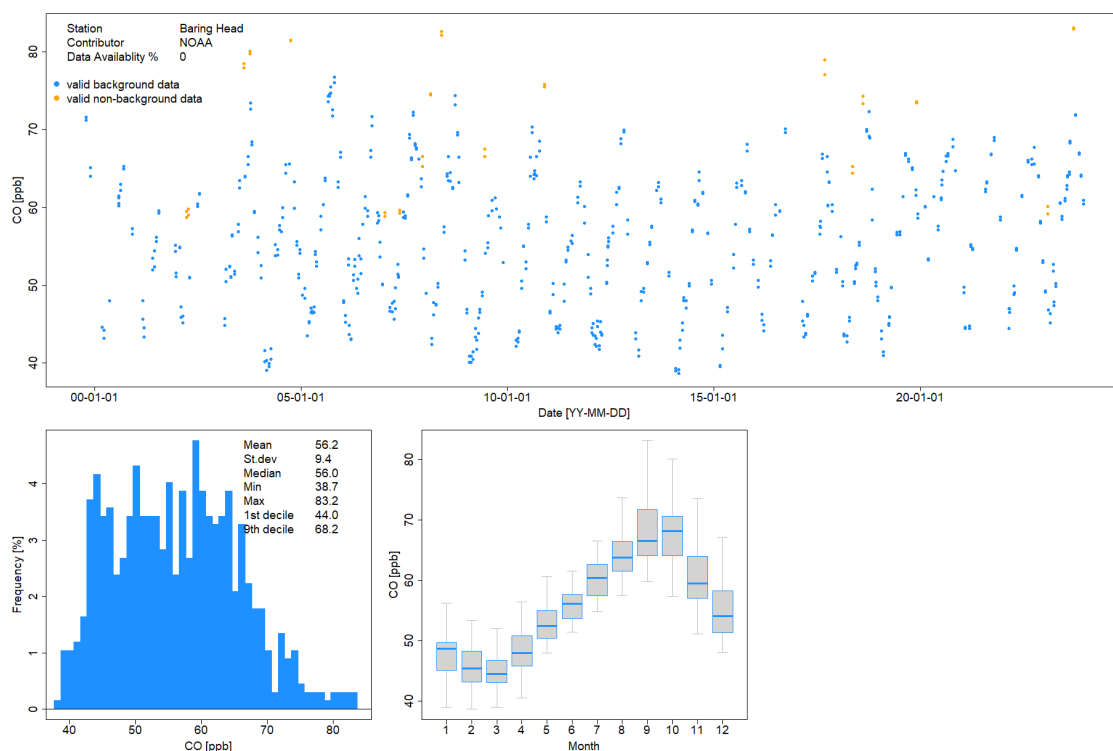 Station Baring Head
Contributor NOAA
Data Availablity % 0
valid background data
valid non-background data
CO [ppb]
80
70
60
50
40
00-01-01 05-01-01 10-01-01 15-01-01 20-01-01
Date [YY-MM-DD]
Mean 56.2
St.dev 9.4
Median 56.0
Min 38.7
Max 83.2
1st decile 44.0
9th decile 68.2
Frequency [%]
4
3
2
1
0
40 50 60 70 80
CO [ppb]
CO [ppb]
80
70
60
50
40
1 2 3 4 5 6 7 8 9 10 11 12
Month